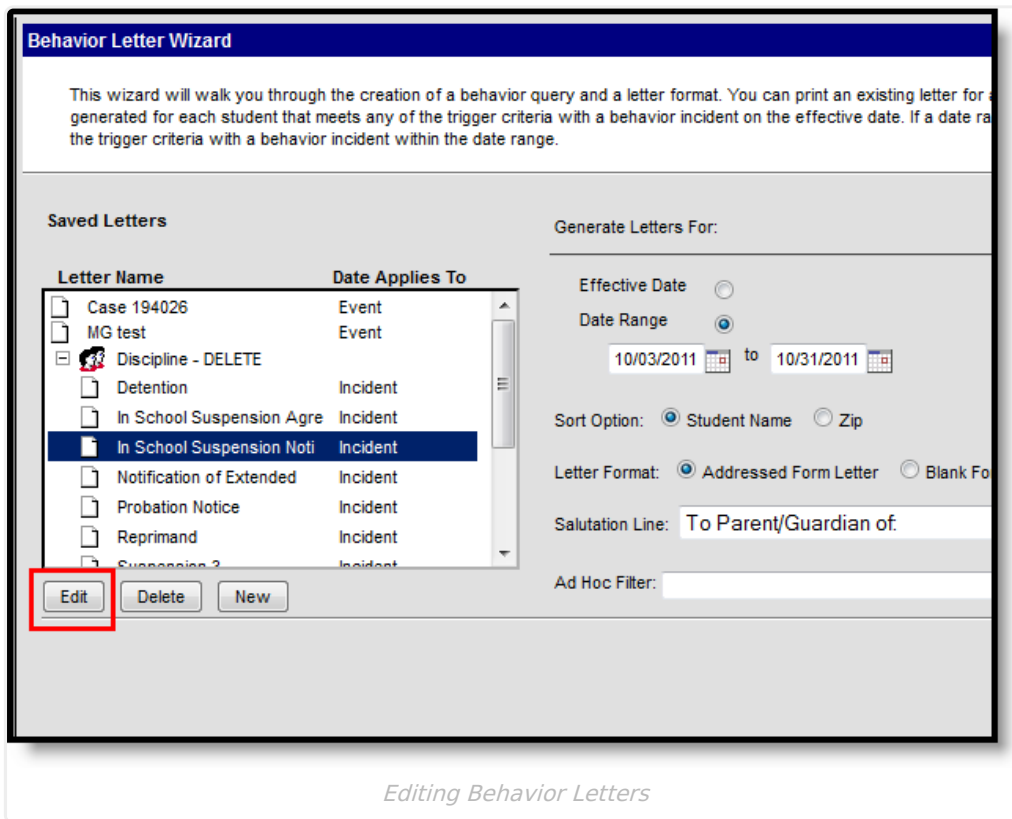 Behavior Letter Wizard
This wizard will walk you through the creation of a behavior query and a letter format. You can print an existing letter for
generated for each student that meets any of the trigger criteria with a behavior incident on the effective date. If a date ra
the trigger criteria with a behavior incident within the date range.
Saved Letters
Generate Letters For:
Letter Name Date Applies To
Case 194026 Event
MG test Event
Discipline - DELETE
Detention Incident
In School Suspension Agre Incident
In School Suspension Noti Incident
Notification of Extended Incident
Probation Notice Incident
Reprimand Incident
Suspension 3 Incident
Effective Date
Date Range
10/03/2011 to 10/31/2011
Sort Option: Student Name Zip
Letter Format: Addressed Form Letter Blank Fo
Salutation Line: To Parent/Guardian of:
Ad Hoc Filter:
Edit Delete New
Editing Behavior Letters